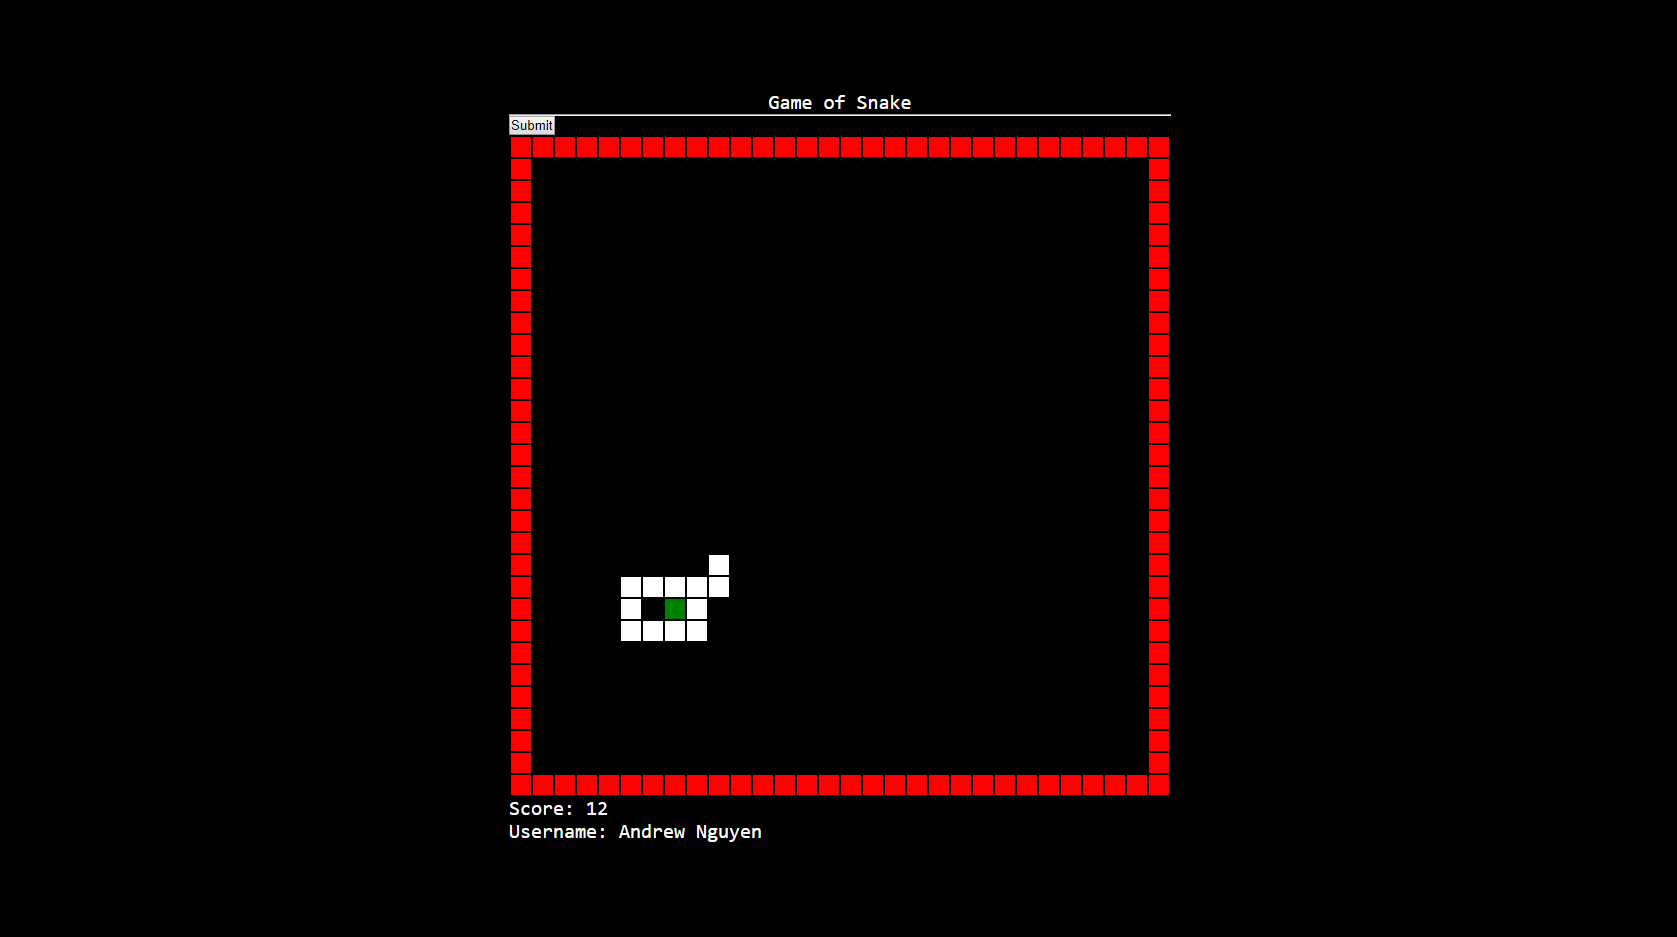 Game of Snake
Submit
Score: 12
Username: Andrew Nguyen